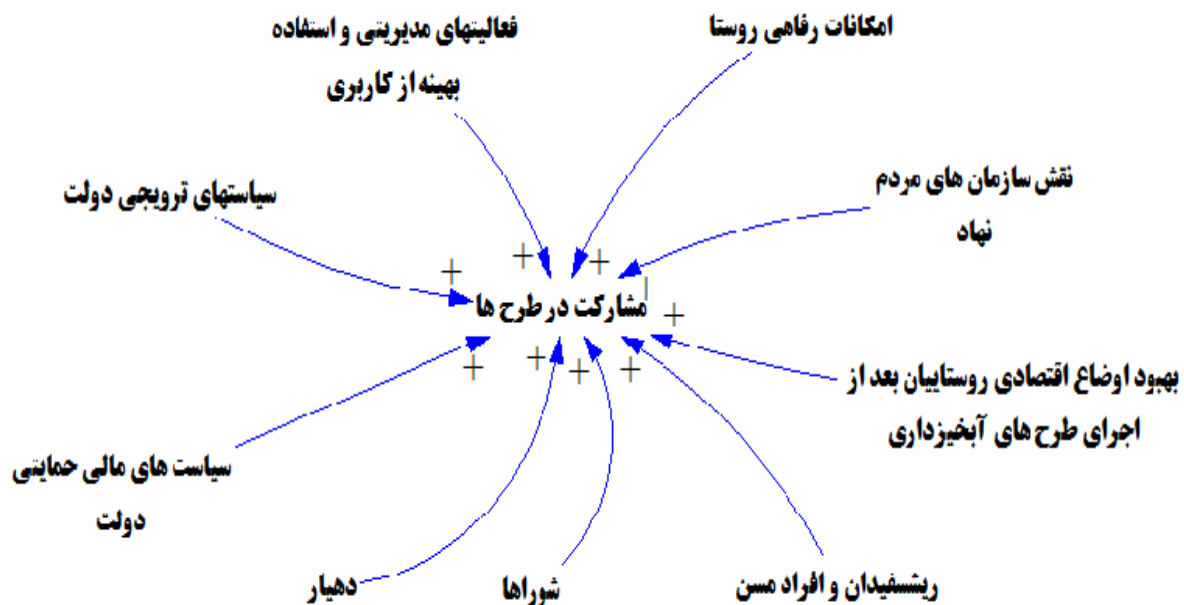 امکانات رفاهی روستا
فعالیتهای مدیریتی و استفاده
بهینه از کاربری
نقش سازمان های مردم
نهاد
سیاستهای ترویجی دولت
+
+
+
مشارکت در طرح ها
+
+
+
+
+
بهبود اوضاع اقتصادی روستاییان بعد از
اجرای طرح های آبخیزداری
سیاست های مالی حمایتی
دولت
ریشسفیدان و افراد مسن
شوراها
دهیار